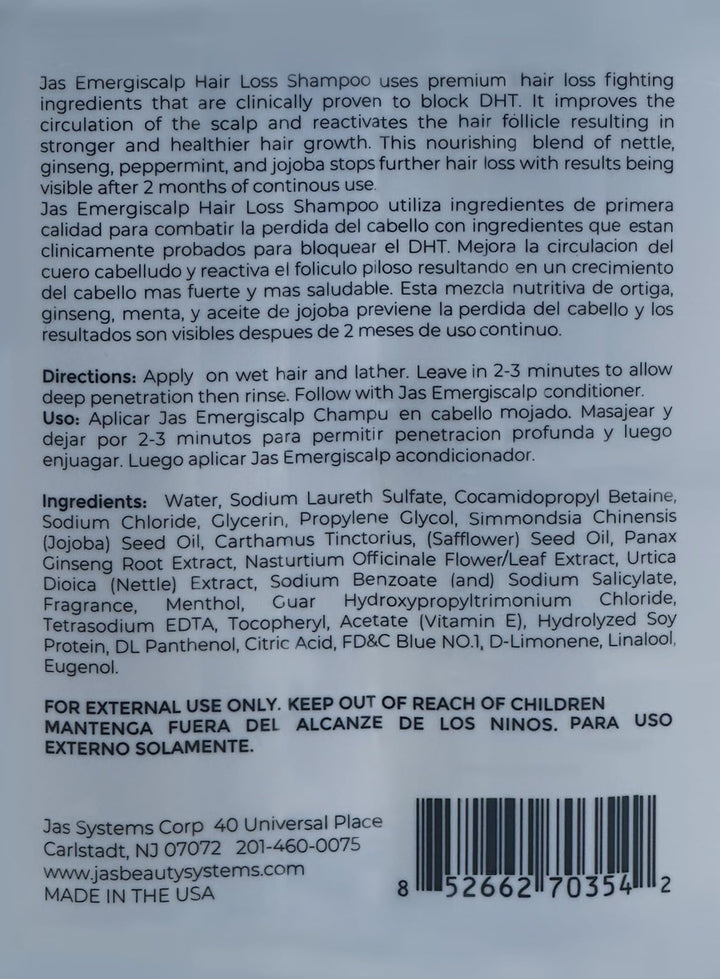 Jas Emergiscalp Hair Loss Shampoo uses premium hair loss fighting
ingredients that are clinically proven to block DHT. It improves the
circulation of the scalp and reactivates the hair follicle resulting in
stronger and healthier hair growth. This nourishing blend of nettle,
ginseng, peppermint, and jojoba stops further hair loss with results being
visible after 2 months of continous use.
Jas Emergiscalp Hair Loss Shampoo utiliza ingredientes de primera
calidad para combatir la perdida del cabello con ingredientes que estan
clinicamente probados para bloquear el DHT. Mejora la circulacion del
cuero cabelludo y reactiva el foliculo piloso resultando en un crecimiento
del cabello mas fuerte y mas saludable. Esta mezcla nutritiva de ortiga,
ginseng, menta, y aceite de jojoba previene la perdida del cabello y los
resultados son visibles despues de 2 meses de uso continuo.
Directions: Apply on wet hair and lather. Leave in 2-3 minutes to allow
deep penetration then rinse. Follow with Jas Emergiscalp conditioner.
Uso: Aplicar Jas Emergiscalp Champu en cabello mojado. Masajear y
dejar por 2-3 minutos para permitir penetracion profunda y luego
enjuagar. Luego aplicar Jas Emergiscalp acondicionador.
Ingredients: Water, Sodium Laureth Sulfate, Cocamidopropyl Betaine,
Sodium Chloride, Glycerin, Propylene Glycol, Simmondsia Chinensis
(Jojoba) Seed Oil, Carthamus Tinctorius, (Safflower) Seed Oil, Panax
Ginseng Root Extract, Nasturtium Officinale Flower/Leaf Extract, Urtica
Dioica (Nettle) Extract, Sodium Benzoate (and) Sodium Salicylate,
Fragrance, Menthol, Guar Hydroxypropyltrimonium Chloride,
Tetrasodium EDTA, Tocopheryl, Acetate (Vitamin E), Hydrolyzed Soy
Protein, DL Panthenol, Citric Acid, FD&C Blue NO.1, D-Limonene, Linalool,
Eugenol.
FOR EXTERNAL USE ONLY. KEEP OUT OF REACH OF CHILDREN
MANTENGA FUERA DEL ALCANZE DE LOS NINOS. PARA USO
EXTERNO SOLAMENTE.
Jas Systems Corp 40 Universal Place
Carlstadt, NJ 07072 201-460-0075
www.jasbeautysystems.com
MADE IN THE USA
8 52662 70354 2